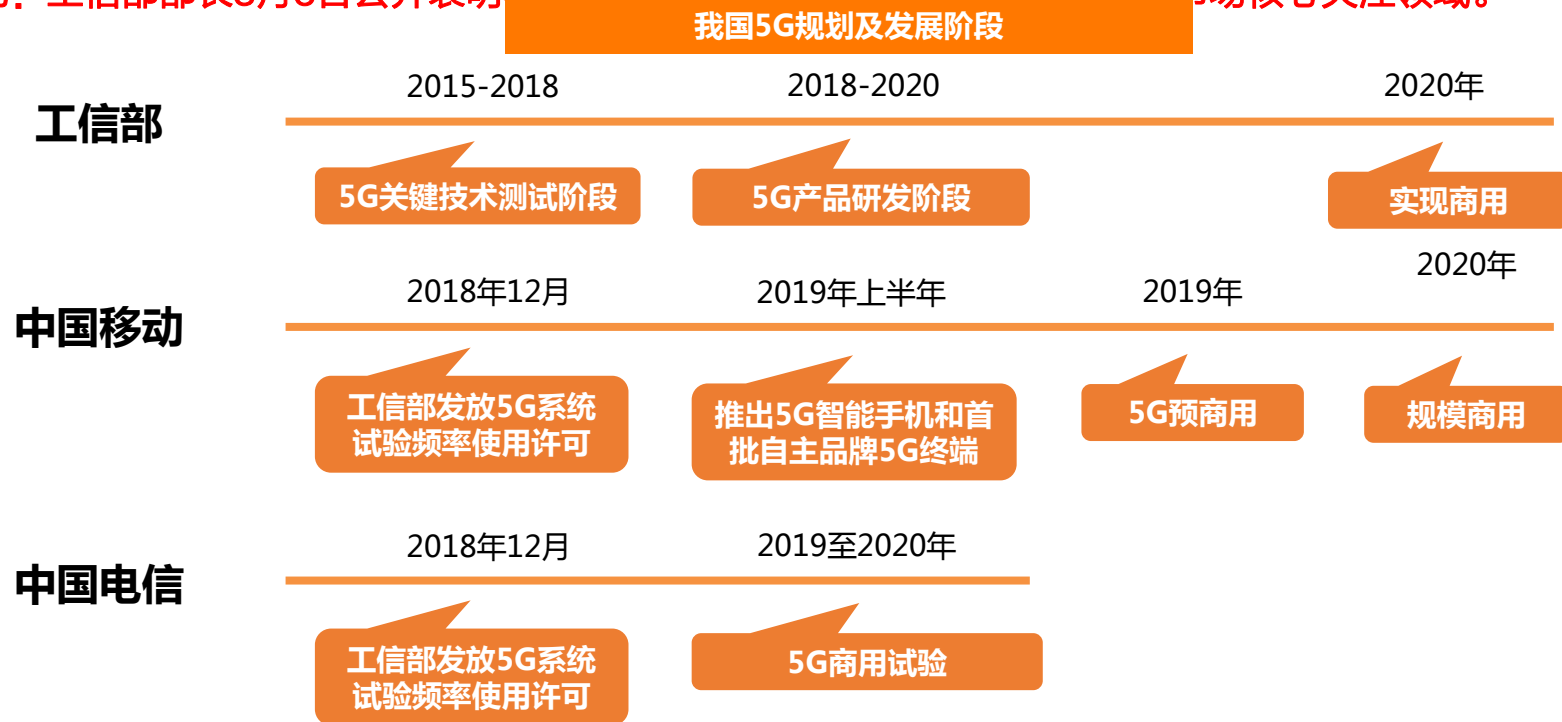 我国5G规划及发展阶段
2015-2018
2018-2020
2020年
工信部
5G关键技术测试阶段
5G产品研发阶段
实现商用
2018年12月
2019年上半年
2019年
2020年
中国移动
工信部发放5G系统
试验频率使用许可
推出5G智能手机和首
批自主品牌5G终端
5G预商用
规模商用
2018年12月
2019至2020年
中国电信
工信部发放5G系统
试验频率使用许可
5G商用试验